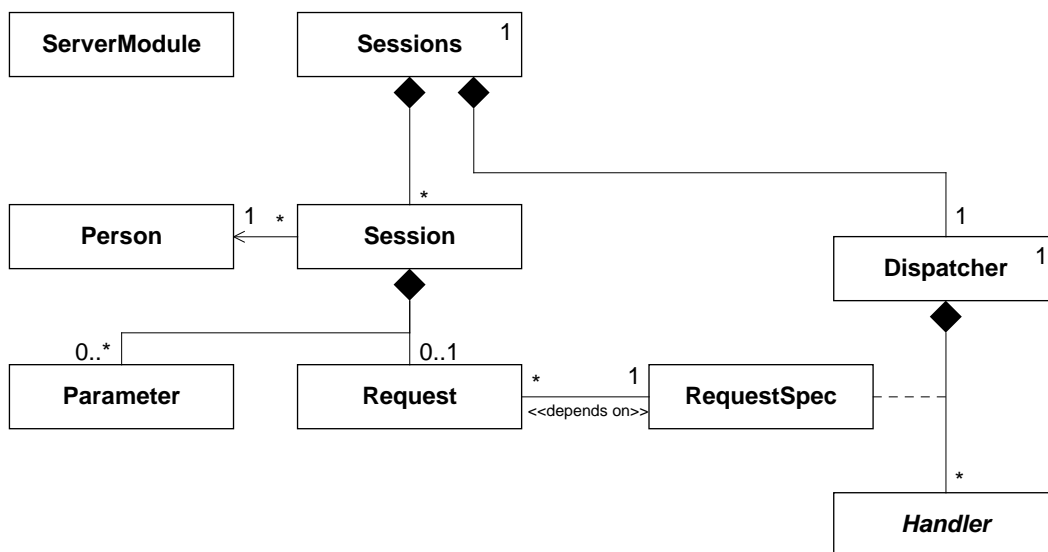 ServerModule
Sessions
1
*
1
*
1
Person
Session
Dispatcher
1
0..*
0..1
*
1
Parameter
Request
<<depends on>>
RequestSpec
*
Handler